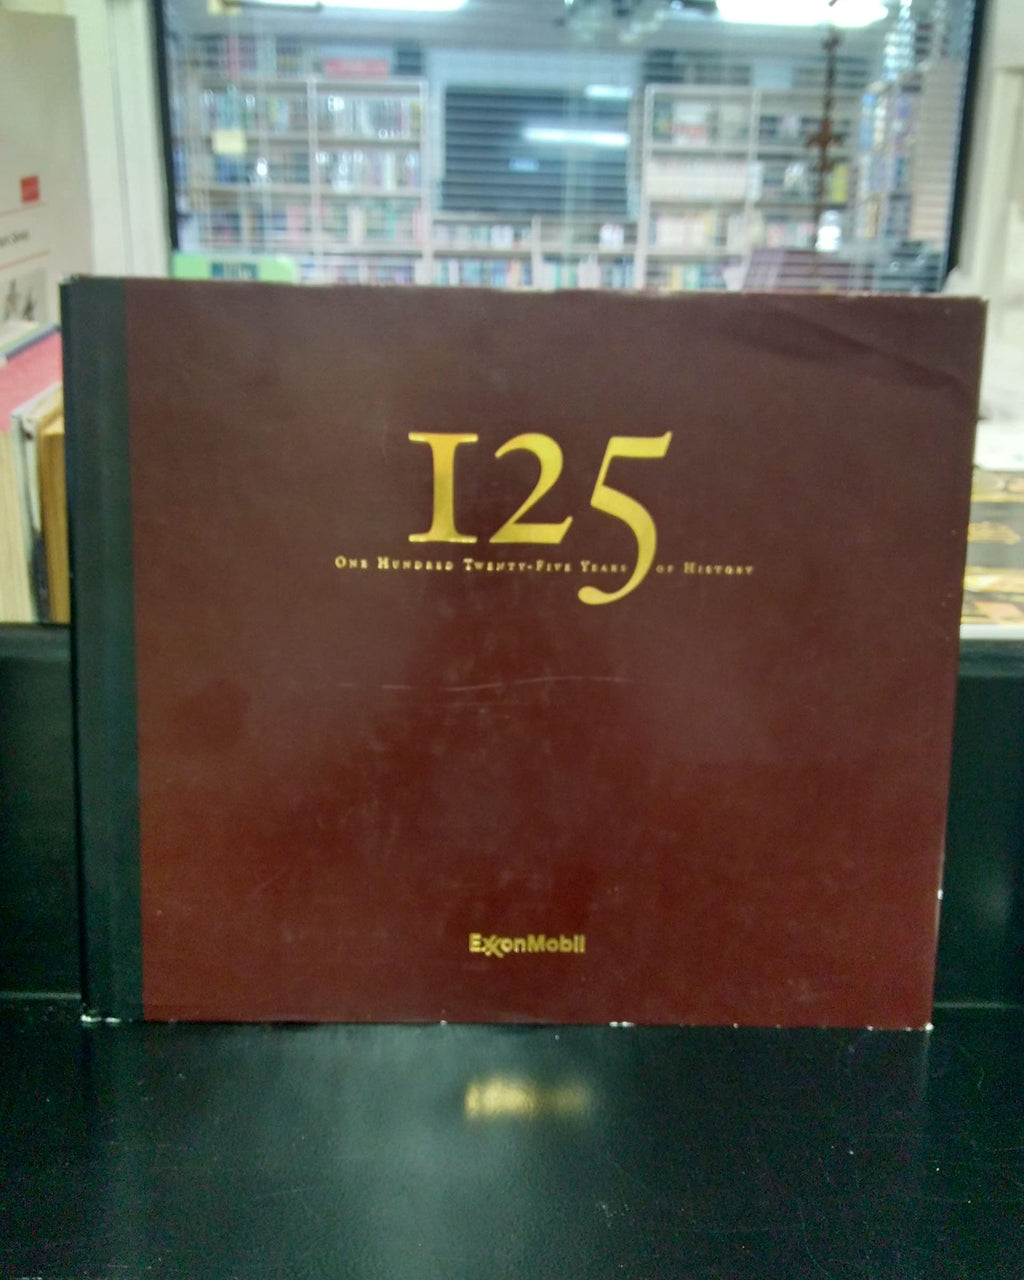 125
One Hundred Twenty-Five Years of History
ExxonMobil